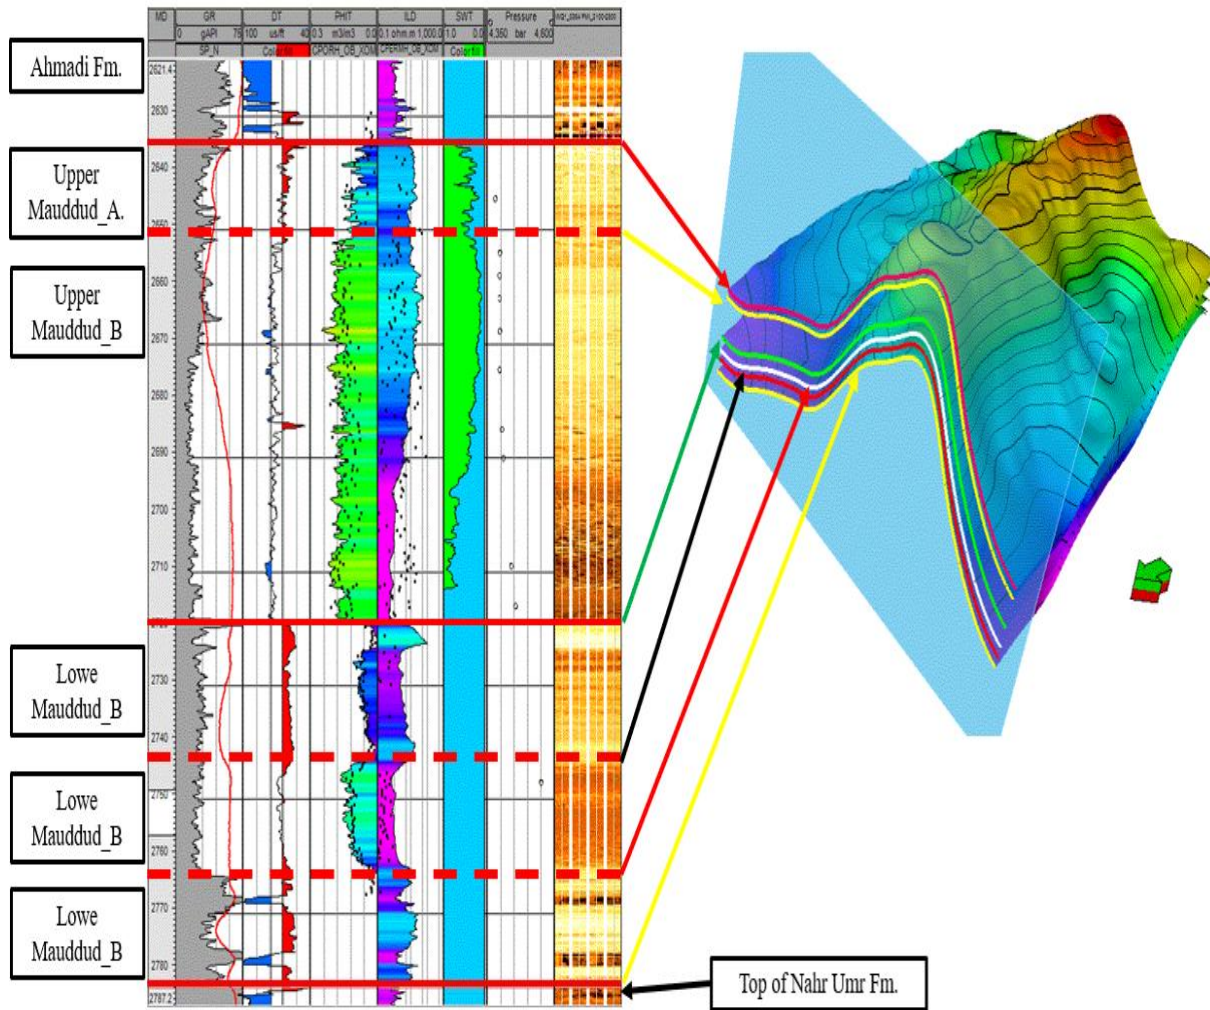 MD GR DT PHIT ILD SWT Pressure
0 gAPI 75 100 us/ft 40 0.3 m3/m3 0.0 0.1 ohm.m 1,000.0 1.0 0.0 4,350 bar 4,600
SP_N Color fill CPORH_OB_XOM CPERMH_OB_XOM Color fill
Ahmadi Fm.
2621.4
2630
2640
Upper
Mauddud_A.
2650
2660
Upper
Mauddud_B
2670
2680
2690
2700
2710
2720
Lowe
Mauddud_B
2730
2740
Lowe
Mauddud_B
2750
2760
Lowe
Mauddud_B
2770
2780
2787.2
Top of Nahr Umr Fm.